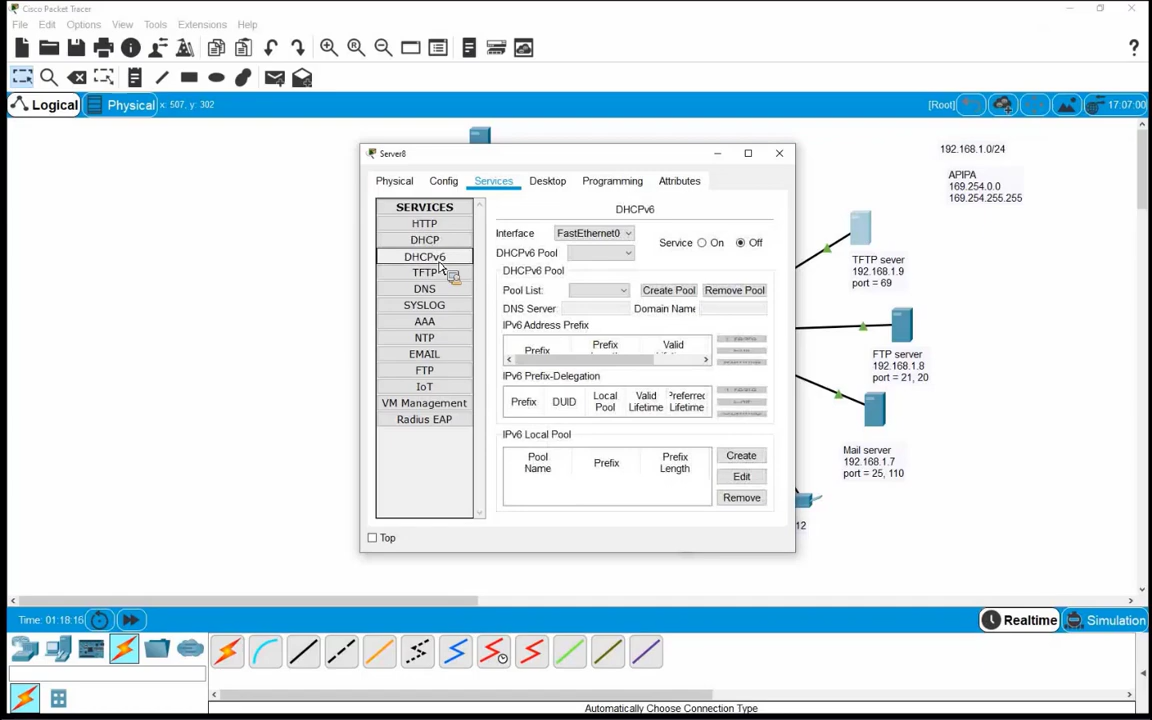 Cisco Packet Tracer
File Edit Options View Tools Extensions Help
Logical Physical x: 507, y: 302 [Root] 17:07:00
Server8
Physical Config Services Desktop Programming Attributes
SERVICES
HTTP
DHCP
DHCPv6
TFTP
DNS
SYSLOG
AAA
NTP
EMAIL
FTP
IoT
VM Management
Radius EAP
DHCPv6
Interface FastEthernet0 Service On Off
DHCPv6 Pool
DHCPv6 Pool
Pool List: Create Pool Remove Pool
DNS Server Domain Name
IPv6 Address Prefix
Prefix Prefix Valid
IPv6 Prefix-Delegation
Prefix DUID Local Pool Valid Lifetime Preferred Lifetime
IPv6 Local Pool
Pool Name Prefix Prefix Length
Create
Edit
Remove
Top
192.168.1.0/24
APIPA
169.254.0.0
169.254.255.255
TFTP sever
192.168.1.9
port = 69
FTP server
192.168.1.8
port = 21, 20
Mail server
192.168.1.7
port = 25, 110
12
Time: 01:18:16 Realtime Simulation
Automatically Choose Connection Type